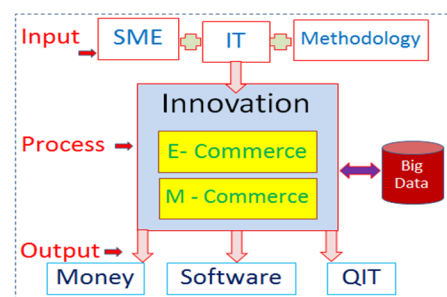 Input
SME
IT
Methodology
Innovation
Process
E- Commerce
M - Commerce
Big
Data
Output
Money
Software
QIT